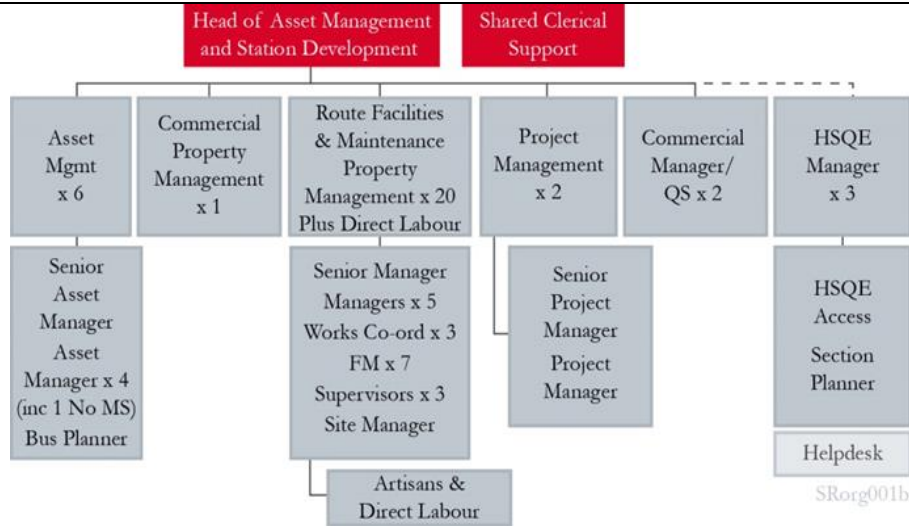 Head of Asset Management
and Station Development
Shared Clerical
Support
Asset
Mgmt
x 6
Commercial
Property
Management
x 1
Route Facilities
& Maintenance
Property
Management x 20
Plus Direct Labour
Project
Management
x 2
Commercial
Manager/
QS x 2
HSQE
Manager
x 3
Senior
Asset
Manager
Asset
Manager x 4
(inc 1 No MS)
Bus Planner
Senior Manager
Managers x 5
Works Co-ord x 3
FM x 7
Supervisors x 3
Site Manager
Senior
Project
Manager
Project
Manager
HSQE
Access
Section
Planner
Helpdesk
Artisans &
Direct Labour
SRorg001b